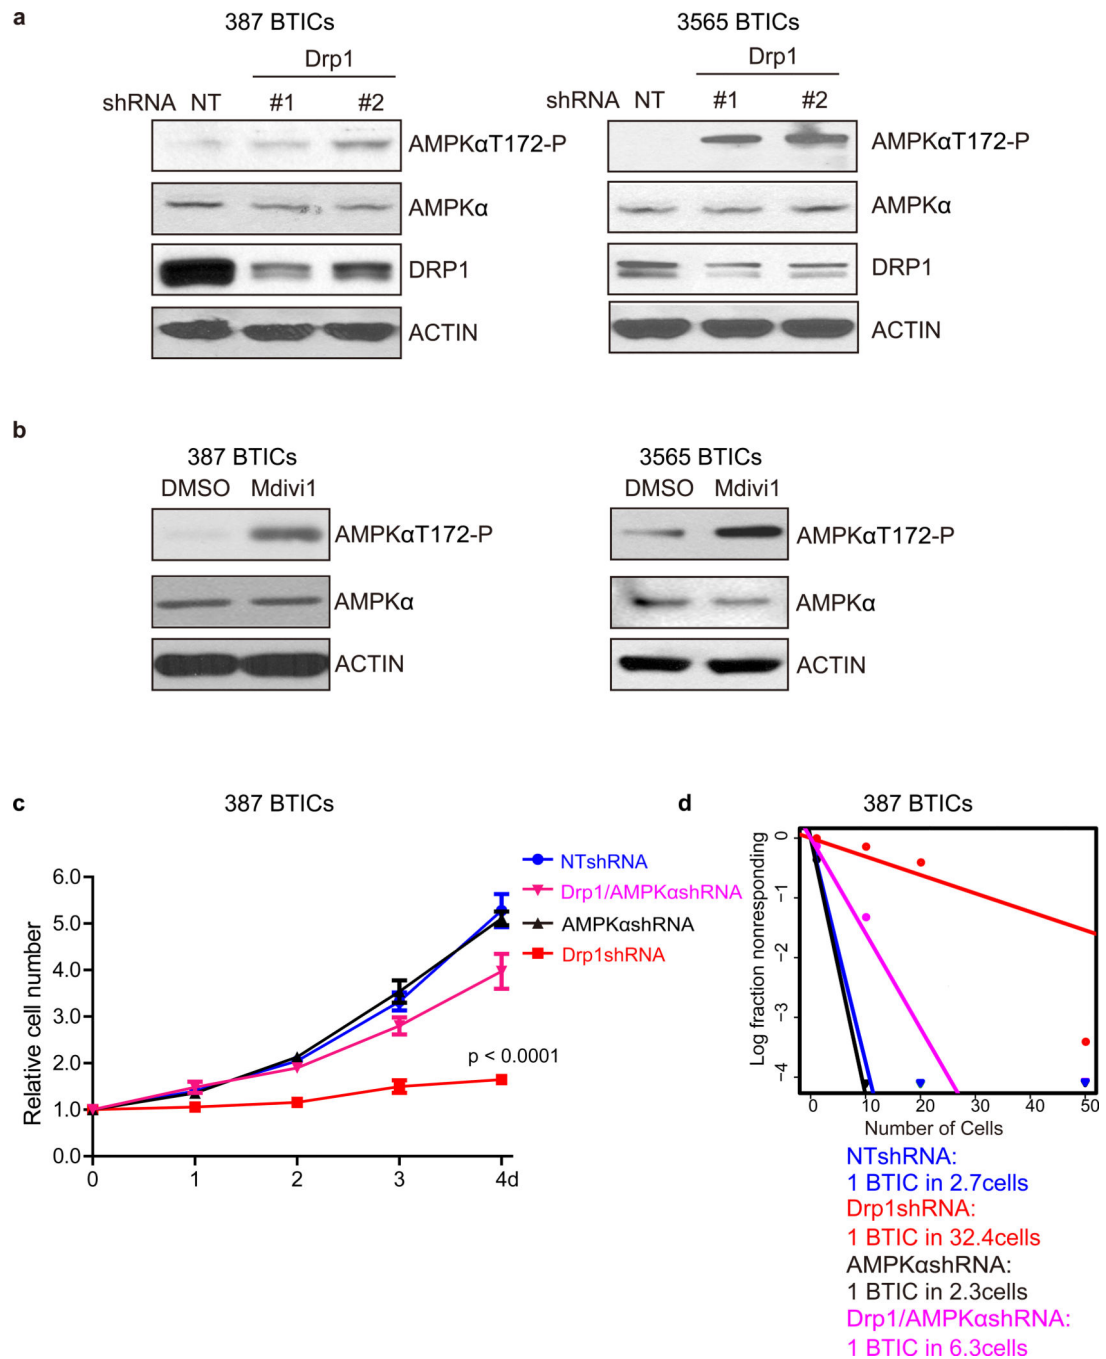 a
387 BTICs
Drp1
shRNA NT #1 #2
AMPKαT172-P
AMPKα
DRP1
ACTIN
3565 BTICs
Drp1
shRNA NT #1 #2
AMPKαT172-P
AMPKα
DRP1
ACTIN
b
387 BTICs
DMSO Mdivi1
AMPKαT172-P
AMPKα
ACTIN
3565 BTICs
DMSO Mdivi1
AMPKαT172-P
AMPKα
ACTIN
c
387 BTICs
NTshRNA
Drp1/AMPKαshRNA
AMPKαshRNA
Drp1shRNA
Relative cell number
6.0
5.0
4.0
3.0
2.0
1.0
0.0
p < 0.0001
0 1 2 3 4d
d
387 BTICs
Log fraction nonresponding
0
−1
−2
−3
−4
0 10 20 30 40 50
Number of Cells
NTshRNA:
1 BTIC in 2.7cells
Drp1shRNA:
1 BTIC in 32.4cells
AMPKαshRNA:
1 BTIC in 2.3cells
Drp1/AMPKαshRNA:
1 BTIC in 6.3cells